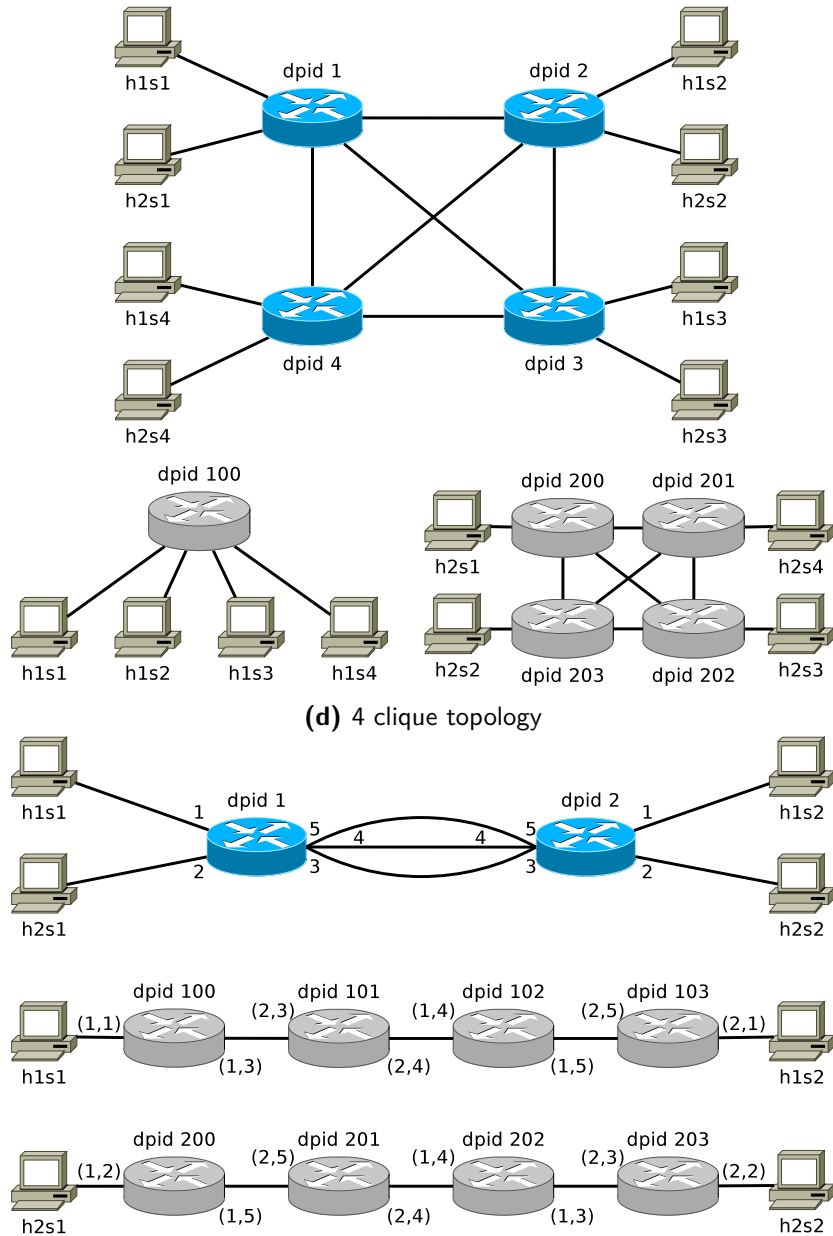 h1s1
dpid 1
dpid 2
h1s2
h2s1
h2s2
h1s4
h1s3
dpid 4
dpid 3
h2s4
h2s3
dpid 100
h1s1
h1s2
h1s3
h1s4
dpid 200
dpid 201
h2s1
h2s4
h2s2
h2s3
dpid 203
dpid 202
(d) 4 clique topology
h1s1
dpid 1
dpid 2
h1s2
1
5
4
4
5
1
2
3
3
2
h2s1
h2s2
dpid 100
dpid 101
dpid 102
dpid 103
(1,1)
(2,3)
(1,4)
(2,5)
(2,1)
h1s1
(1,3)
(2,4)
(1,5)
h1s2
dpid 200
dpid 201
dpid 202
dpid 203
(1,2)
(2,5)
(1,4)
(2,3)
(2,2)
h2s1
(1,5)
(2,4)
(1,3)
h2s2